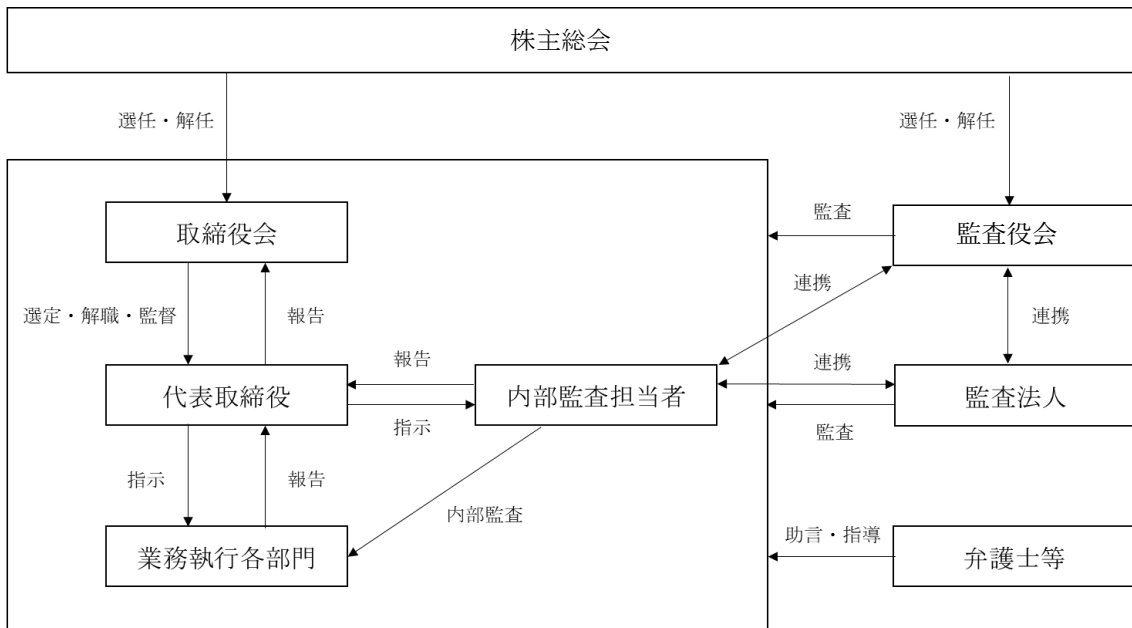 株主総会
選任・解任
選任・解任
取締役会
監査
監査役会
選定・解職・監督
報告
連携
連携
代表取締役
報告
指示
内部監査担当者
連携
監査
監査法人
指示
報告
内部監査
業務執行各部門
助言・指導
弁護士等